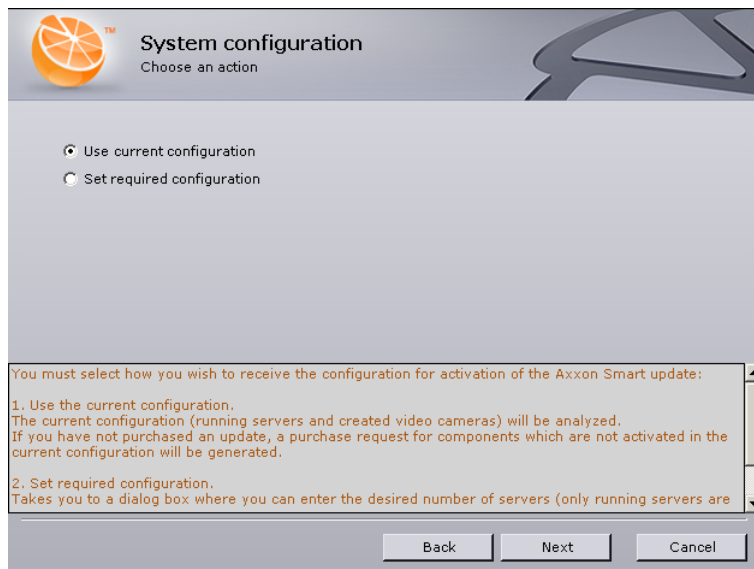 TM
System configuration
Choose an action
Use current configuration
Set required configuration
You must select how you wish to receive the configuration for activation of the Axxon Smart update:
1. Use the current configuration.
The current configuration (running servers and created video cameras) will be analyzed.
If you have not purchased an update, a purchase request for components which are not activated in the
current configuration will be generated.
2. Set required configuration.
Takes you to a dialog box where you can enter the desired number of servers (only running servers are
Back
Next
Cancel